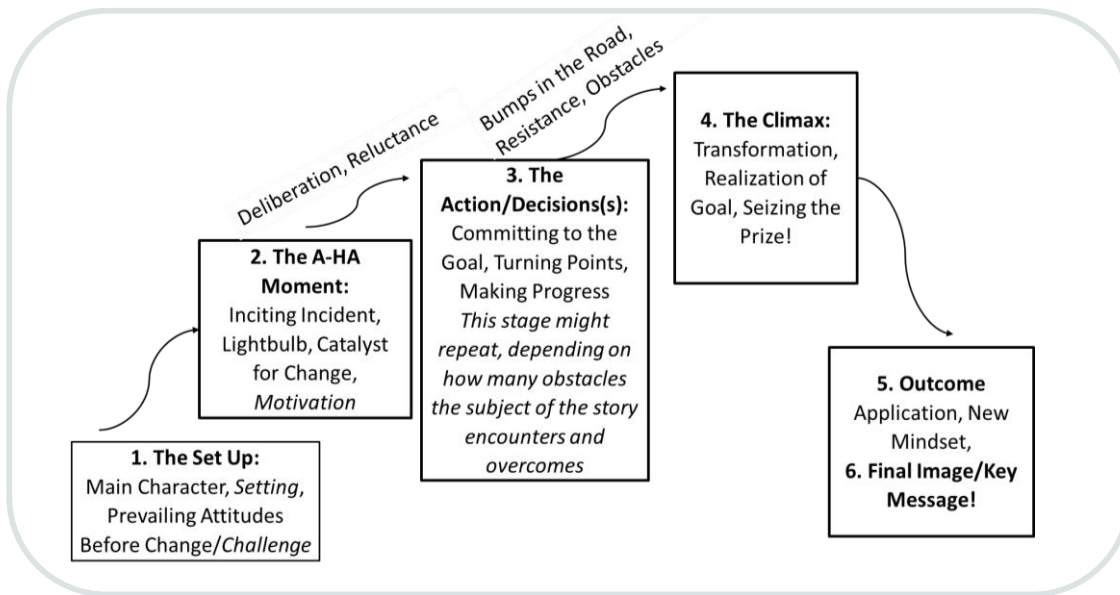 1. The Set Up:
Main Character, Setting,
Prevailing Attitudes
Before Change/Challenge
2. The A-HA
Moment:
Inciting Incident,
Lightbulb, Catalyst
for Change,
Motivation
Deliberation, Reluctance
3. The
Action/Decisions(s):
Committing to the
Goal, Turning Points,
Making Progress
This stage might
repeat, depending on
how many obstacles
the subject of the story
encounters and
overcomes
Bumps in the Road,
Resistance, Obstacles
4. The Climax:
Transformation,
Realization of
Goal, Seizing the
Prize!
5. Outcome
Application, New
Mindset,
6. Final Image/Key
Message!